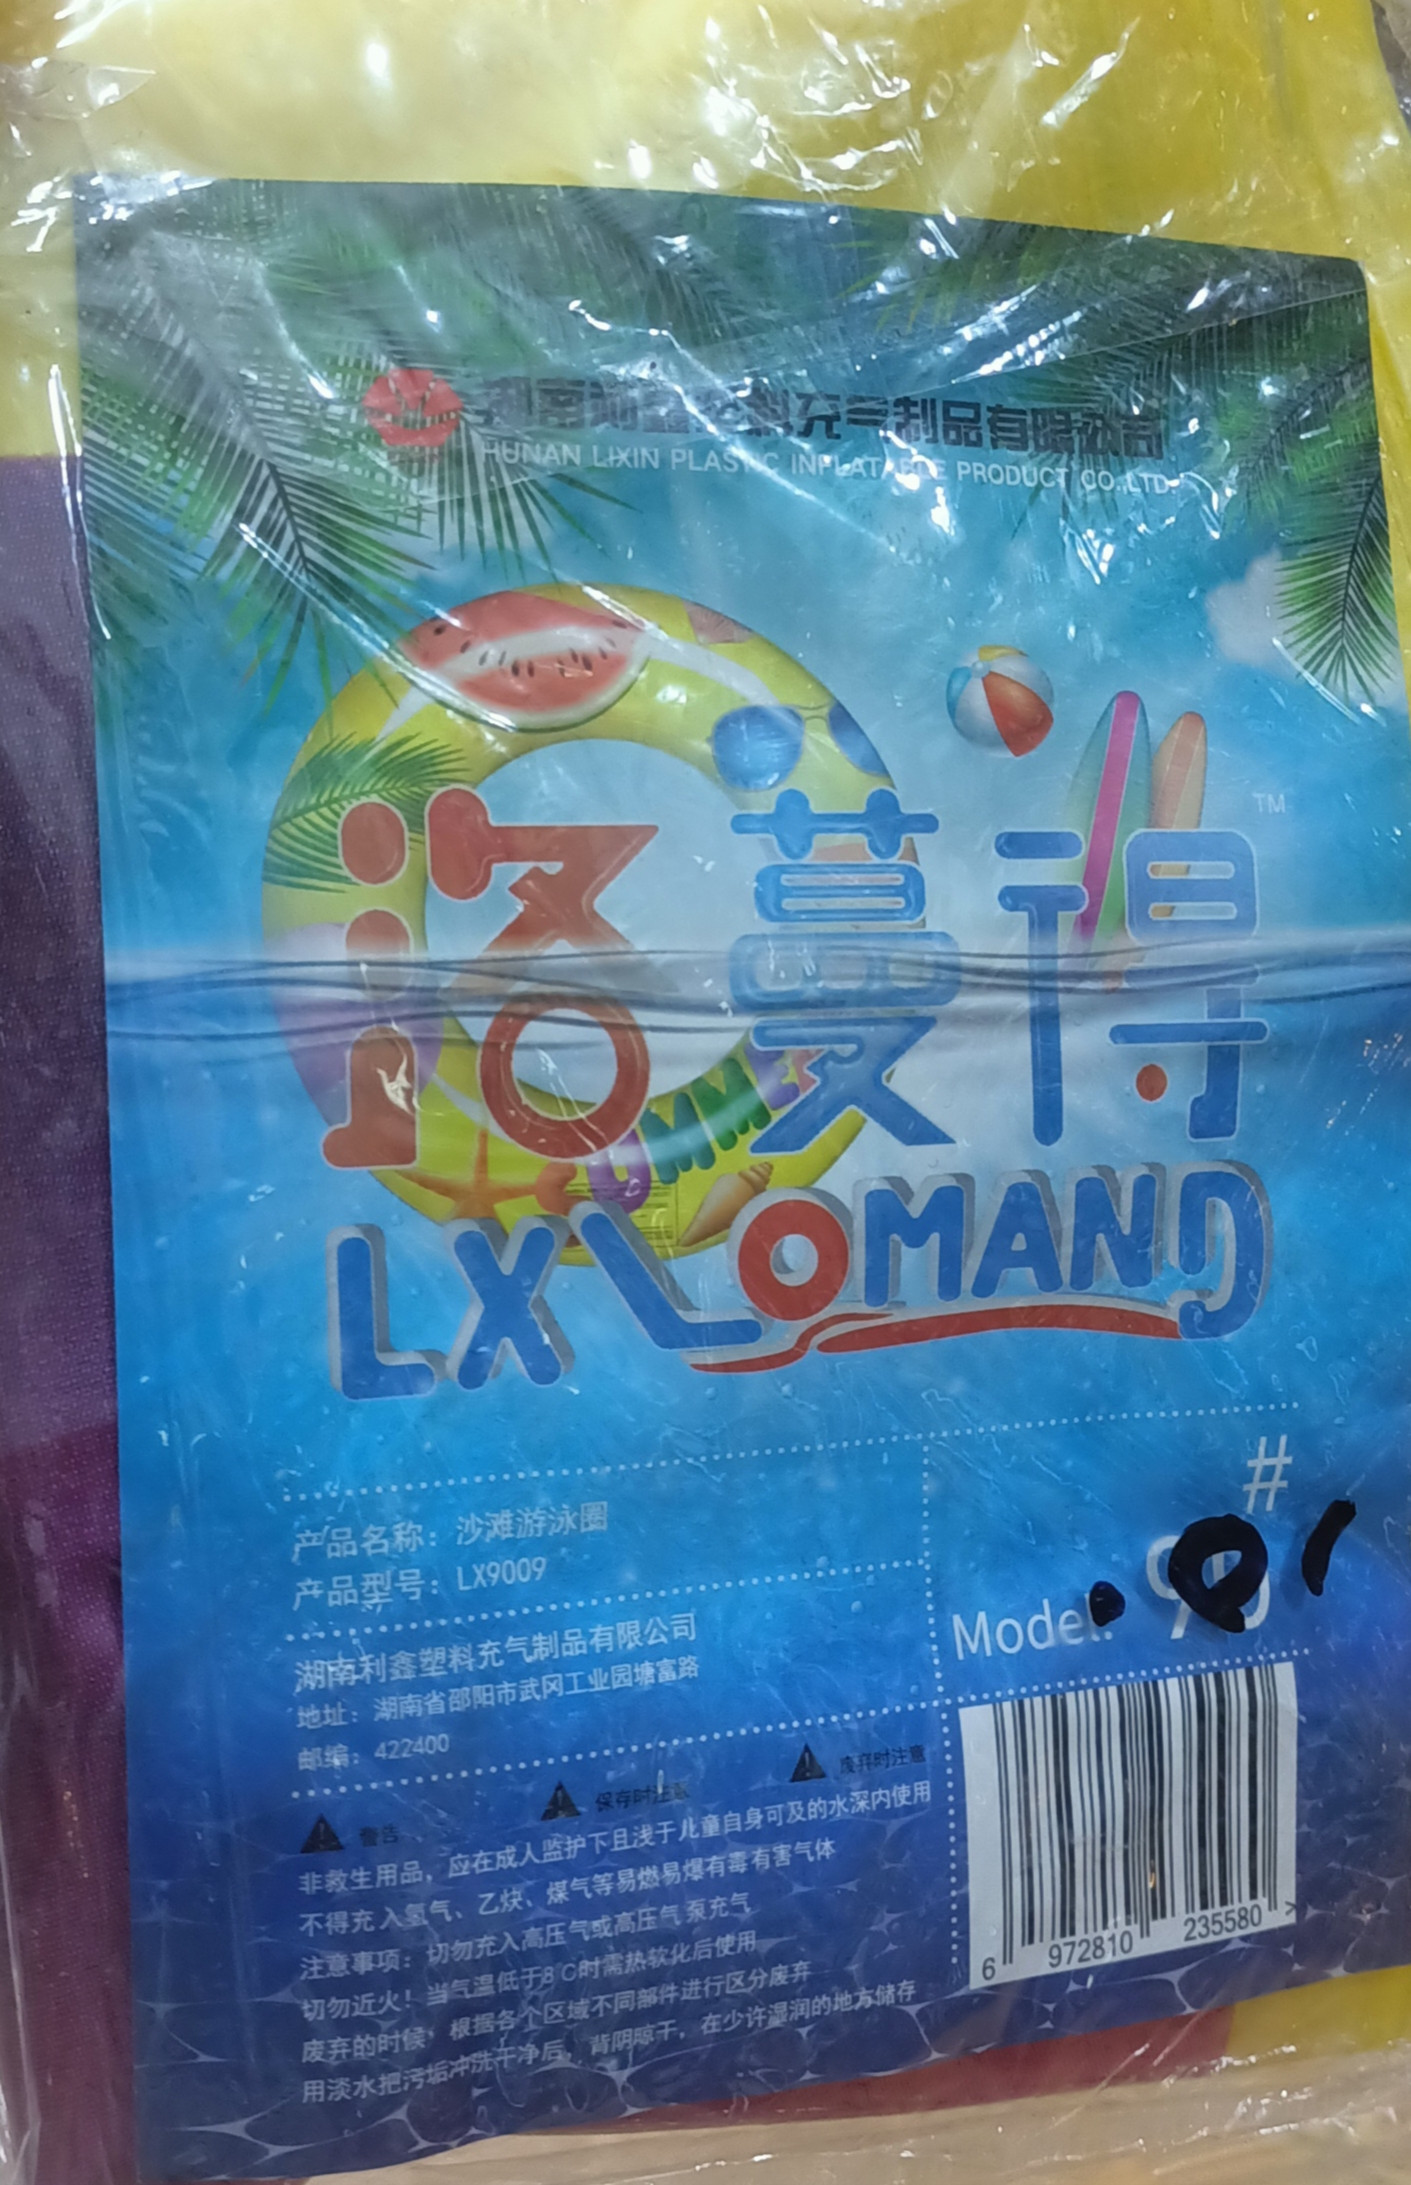 湖南利鑫塑料充气制品有限公司
HUNAN LIXIN PLASTIC INFLATABLE PRODUCT CO.,LTD.
SUMMER
洛蔓得 TM
LX LOMAND
#
Model:
产品名称：沙滩游泳圈
产品型号：LX9009
湖南利鑫塑料充气制品有限公司
地址：湖南省邵阳市武冈工业园塘富路
邮编：422400
警告 保存时注意 废弃时注意
非救生用品，应在成人监护下且浅于儿童自身可及的水深内使用
不得充入氢气、乙炔、煤气等易燃易爆有毒有害气体
注意事项：切勿充入高压气或高压气泵充气
切勿近火！当气温低于8℃时需热软化后使用
废弃的时候，根据各个区域不同部件进行区分废弃
用淡水把污垢冲洗干净后，背阴晾干，在少许湿润的地方储存
6 972810 235580 >